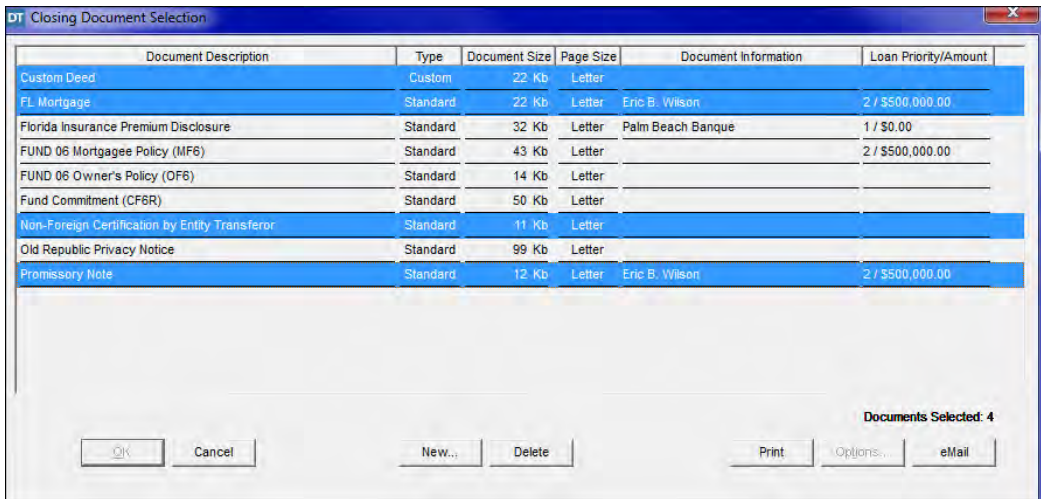 DT Closing Document Selection X
Document Description Type Document Size Page Size Document Information Loan Priority/Amount
Custom Deed Custom 22 Kb Letter
FL Mortgage Standard 22 Kb Letter Eric B. Wilson 2 / $500,000.00
Florida Insurance Premium Disclosure Standard 32 Kb Letter Palm Beach Banque 1 / $0.00
FUND 06 Mortgagee Policy (MF6) Standard 43 Kb Letter 2 / $500,000.00
FUND 06 Owner's Policy (OF6) Standard 14 Kb Letter
Fund Commitment (CF6R) Standard 50 Kb Letter
Non-Foreign Certification by Entity Transferor Standard 11 Kb Letter
Old Republic Privacy Notice Standard 99 Kb Letter
Promissory Note Standard 12 Kb Letter Eric B. Wilson 2 / $500,000.00
Documents Selected: 4
OK Cancel New... Delete Print Options... eMail